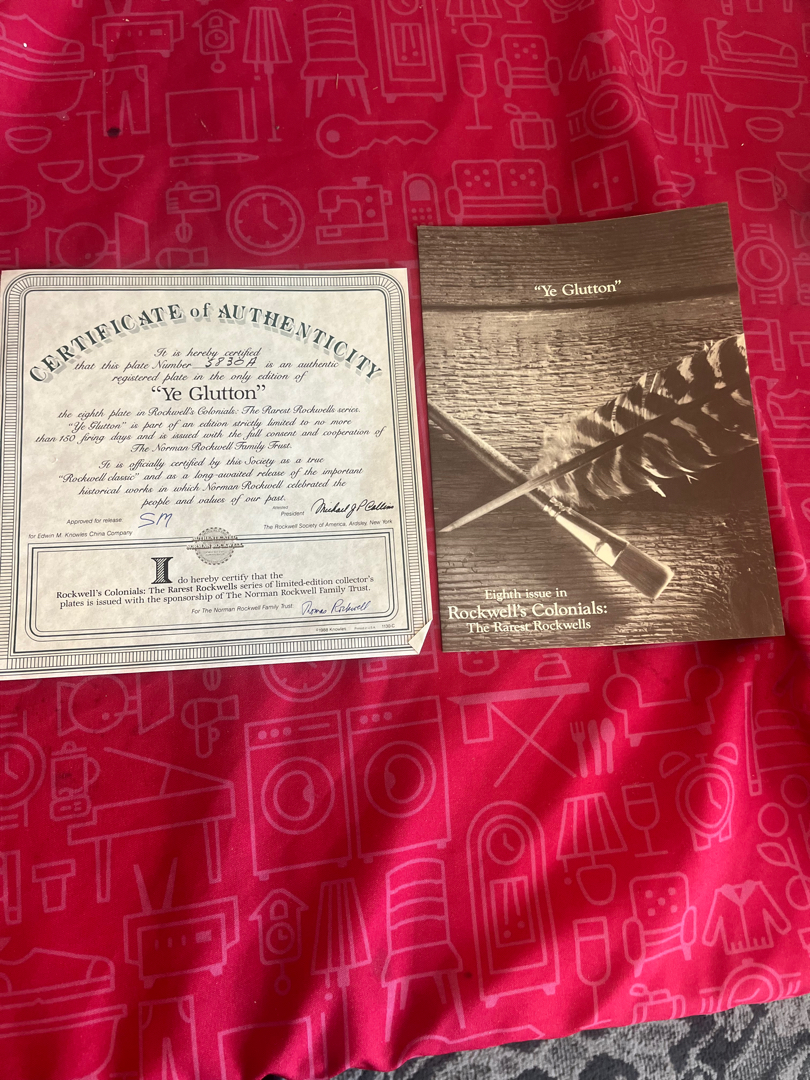 CERTIFICATE of AUTHENTICITY
It is hereby certified
that this plate Number 5830A is an authentic
registered plate in the only edition of
"Ye Glutton"
the eighth plate in Rockwell's Colonials: The Rarest Rockwells series.
"Ye Glutton" is part of an edition strictly limited to no more
than 150 firing days and is issued with the full consent and cooperation of
The Norman Rockwell Family Trust.
It is officially certified by this Society as a true
"Rockwell classic" and as a long-awaited release of the important
historical works in which Norman Rockwell celebrated the
people and values of our past.
Approved for release: SM
for Edwin M. Knowles China Company
President Michael J. P. Collins
The Rockwell Society of America, Ardsley, New York
I do hereby certify that the
Rockwell's Colonials: The Rarest Rockwells series of limited-edition collector's
plates is issued with the sponsorship of The Norman Rockwell Family Trust.
For The Norman Rockwell Family Trust: Thomas Rockwell
"Ye Glutton"
Eighth issue in
Rockwell's Colonials:
The Rarest Rockwells